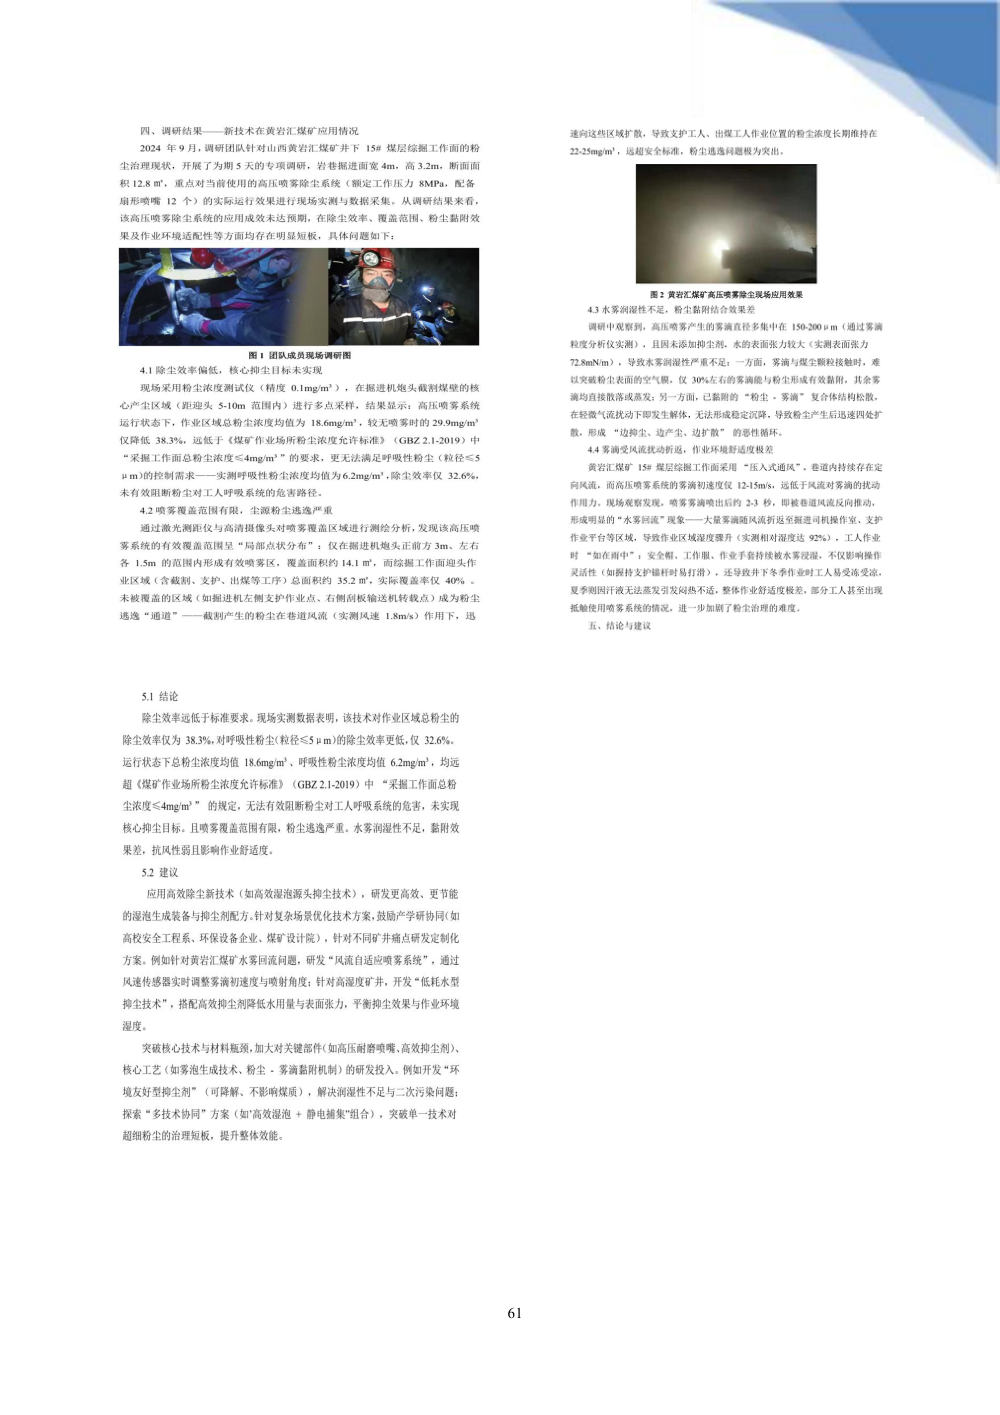 四、调研结果——新技术在黄岩汇煤矿应用情况
2024 年 9 月，调研团队针对山西黄岩汇煤矿井下 15# 煤层综掘工作面的粉
尘治理现状，开展了为期 5 天的专项调研，岩巷掘进面宽 4m，高 3.2m，断面面
积 12.8 ㎡，重点对当前使用的高压喷雾除尘系统（额定工作压力 8MPa，配备
扇形喷嘴 12 个）的实际运行效果进行现场实测与数据采集。从调研结果来看，
该高压喷雾除尘系统的应用成效未达预期，在除尘效率、覆盖范围、粉尘黏附效
果及作业环境适配性等方面均存在明显短板，具体问题如下：
图 1 团队成员现场调研图
4.1 除尘效率偏低，核心抑尘目标未实现
现场采用粉尘浓度测试仪（精度 0.1mg/m³），在掘进机炮头截割煤壁的核
心产尘区域（距迎头 5-10m 范围内）进行多点采样，结果显示：高压喷雾系统
运行状态下，作业区域总粉尘浓度均值为 18.6mg/m³，较无喷雾时的 29.9mg/m³
仅降低 38.3%，远低于《煤矿作业场所粉尘浓度允许标准》（GBZ 2.1-2019）中
“采掘工作面总粉尘浓度≤4mg/m³”的要求，更无法满足呼吸性粉尘（粒径≤5
μm)的控制需求——实测呼吸性粉尘浓度均值为 6.2mg/m³,除尘效率仅 32.6%，
未有效阻断粉尘对工人呼吸系统的危害路径。
4.2 喷雾覆盖范围有限，尘源粉尘逃逸严重
通过激光测距仪与高清摄像头对喷雾覆盖区域进行测绘分析，发现该高压喷
雾系统的有效覆盖范围呈“局部点状分布”：仅在掘进机炮头正前方 3m、左右
各 1.5m 的范围内形成有效喷雾区，覆盖面积约 14.1 ㎡，而综掘工作面迎头作
业区域（含截割、支护、出煤等工序）总面积约 35.2 ㎡，实际覆盖率仅 40% 。
未被覆盖的区域（如掘进机左侧支护作业点、右侧刮板输送机转载点）成为粉尘
逃逸“通道”——截割产生的粉尘在巷道风流（实测风速 1.8m/s）作用下，迅
速向这些区域扩散，导致支护工人、出煤工人作业位置的粉尘浓度长期维持在
22-25mg/m³，远超安全标准，粉尘逃逸问题极为突出。
图 2 黄岩汇煤矿高压喷雾除尘现场应用效果
4.3 水雾润湿性不足，粉尘黏附结合效果差
调研中观察到，高压喷雾产生的雾滴直径多集中在 150-200μm（通过雾滴
粒度分析仪实测），且因未添加抑尘剂，水的表面张力较大（实测表面张力
72.8mN/m），导致水雾润湿性严重不足：一方面，雾滴与煤尘颗粒接触时，难
以突破粉尘表面的空气膜，仅 30%左右的雾滴能与粉尘形成有效黏附，其余雾
滴均直接散落或蒸发；另一方面，已黏附的 “粉尘 - 雾滴” 复合体结构松散，
在轻微气流扰动下即发生解体，无法形成稳定沉降，导致粉尘产生后迅速四处扩
散，形成 “边抑尘、边产尘、边扩散” 的恶性循环。
4.4 雾滴受风流扰动折返，作业环境舒适度极差
黄岩汇煤矿 15# 煤层综掘工作面采用 “压入式通风”，巷道内持续存在定
向风流，而高压喷雾系统的雾滴初速度仅 12-15m/s，远低于风流对雾滴的扰动
作用力。现场观察发现，喷雾雾滴喷出后约 2-3 秒，即被巷道风流反向推动，
形成明显的“水雾回流”现象——大量雾滴随风流折返至掘进司机操作室、支护
作业平台等区域，导致作业区域湿度骤升（实测相对湿度达 92%），工人作业
时 “如在雨中”：安全帽、工作服、作业手套持续被水雾浸湿，不仅影响操作
灵活性（如握持支护锚杆时易打滑），还导致井下冬季作业时工人易受冻受凉，
夏季则因汗液无法蒸发引发闷热不适，整体作业舒适度极差，部分工人甚至出现
抵触使用喷雾系统的情况，进一步加剧了粉尘治理的难度。
五、结论与建议
5.1 结论
除尘效率远低于标准要求。现场实测数据表明，该技术对作业区域总粉尘的
除尘效率仅为 38.3%，对呼吸性粉尘（粒径≤5μm）的除尘效率更低，仅 32.6%。
运行状态下总粉尘浓度均值 18.6mg/m³、呼吸性粉尘浓度均值 6.2mg/m³，均远
超《煤矿作业场所粉尘浓度允许标准》（GBZ 2.1-2019）中 “采掘工作面总粉
尘浓度≤4mg/m³” 的规定，无法有效阻断粉尘对工人呼吸系统的危害，未实现
核心抑尘目标。且喷雾覆盖范围有限，粉尘逃逸严重。水雾润湿性不足，黏附效
果差，抗风性弱且影响作业舒适度。
5.2 建议
应用高效除尘新技术（如高效湿泡源头抑尘技术），研发更高效、更节能
的湿泡生成装备与抑尘剂配方。针对复杂场景优化技术方案，鼓励产学研协同（如
高校安全工程系、环保设备企业、煤矿设计院），针对不同矿井痛点研发定制化
方案。例如针对黄岩汇煤矿水雾回流问题，研发“风流自适应喷雾系统”，通过
风速传感器实时调整雾滴初速度与喷射角度；针对高湿度矿井，开发“低耗水型
抑尘技术”，搭配高效抑尘剂降低水用量与表面张力，平衡抑尘效果与作业环境
湿度。
突破核心技术与材料瓶颈，加大对关键部件（如高压耐磨喷嘴、高效抑尘剂）、
核心工艺（如雾泡生成技术、粉尘 - 雾滴黏附机制）的研发投入。例如开发“环
境友好型抑尘剂”（可降解、不影响煤质），解决润湿性不足与二次污染问题；
探索“多技术协同”方案（如"高效湿泡 + 静电捕集"组合），突破单一技术对
超细粉尘的治理短板，提升整体效能。
61